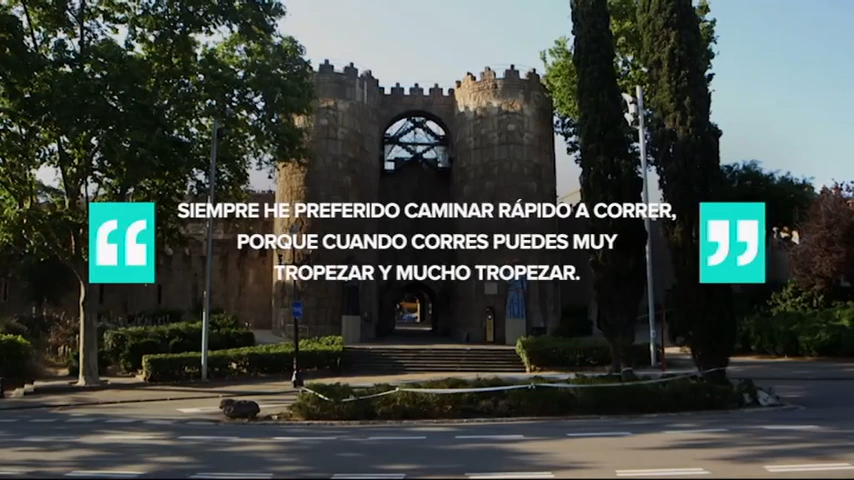 SIEMPRE HE PREFERIDO CAMINAR RÁPIDO A CORRER,
PORQUE CUANDO CORRES PUEDES MUY
TROPEZAR Y MUCHO TROPEZAR.